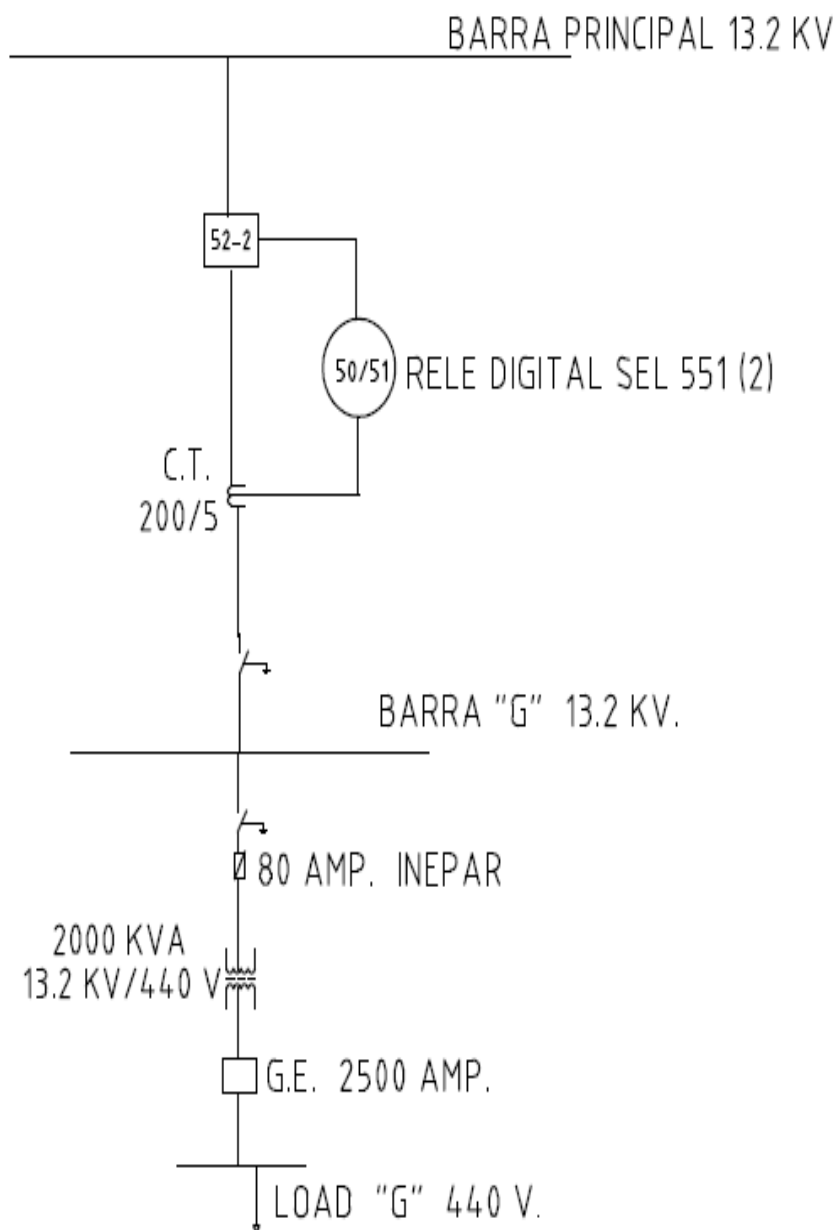 BARRA PRINCIPAL 13.2 KV
52-2
50/51
RELE DIGITAL SEL 551 (2)
C.T.
200/5
BARRA "G" 13.2 KV.
80 AMP. INEPAR
2000 KVA
13.2 KV/440 V
G.E. 2500 AMP.
LOAD "G" 440 V.